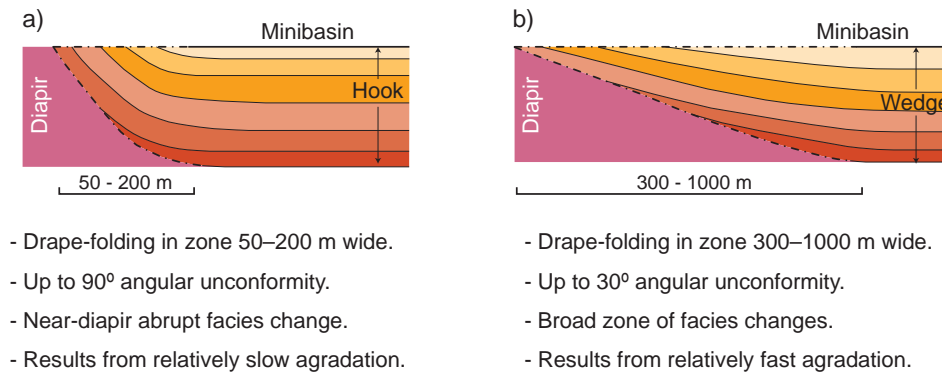 a)
Minibasin
Diapir
Hook
50 - 200 m
- Drape-folding in zone 50–200 m wide.
- Up to 90º angular unconformity.
- Near-diapir abrupt facies change.
- Results from relatively slow agradation.
b)
Minibasin
Diapir
Wedge
300 - 1000 m
- Drape-folding in zone 300–1000 m wide.
- Up to 30º angular unconformity.
- Broad zone of facies changes.
- Results from relatively fast agradation.